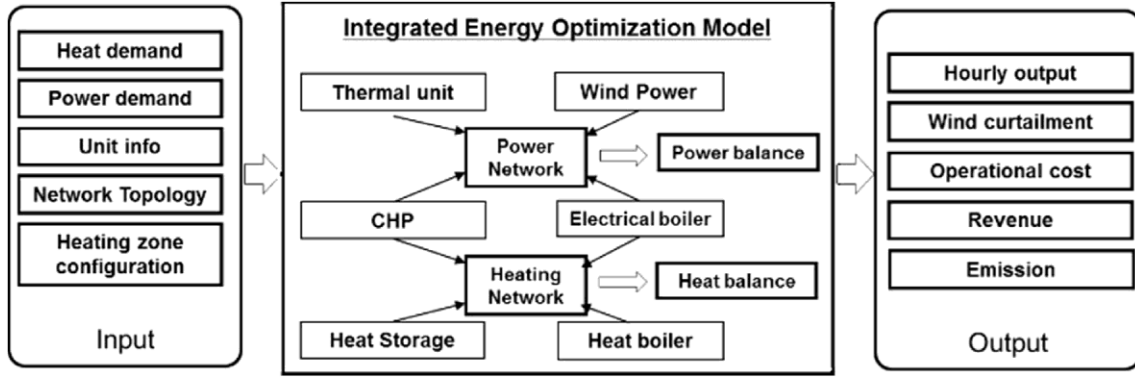 Heat demand
Power demand
Unit info
Network Topology
Heating zone
configuration
Input
Integrated Energy Optimization Model
Thermal unit
Wind Power
Power
Network
Power balance
CHP
Electrical boiler
Heating
Network
Heat balance
Heat Storage
Heat boiler
Hourly output
Wind curtailment
Operational cost
Revenue
Emission
Output